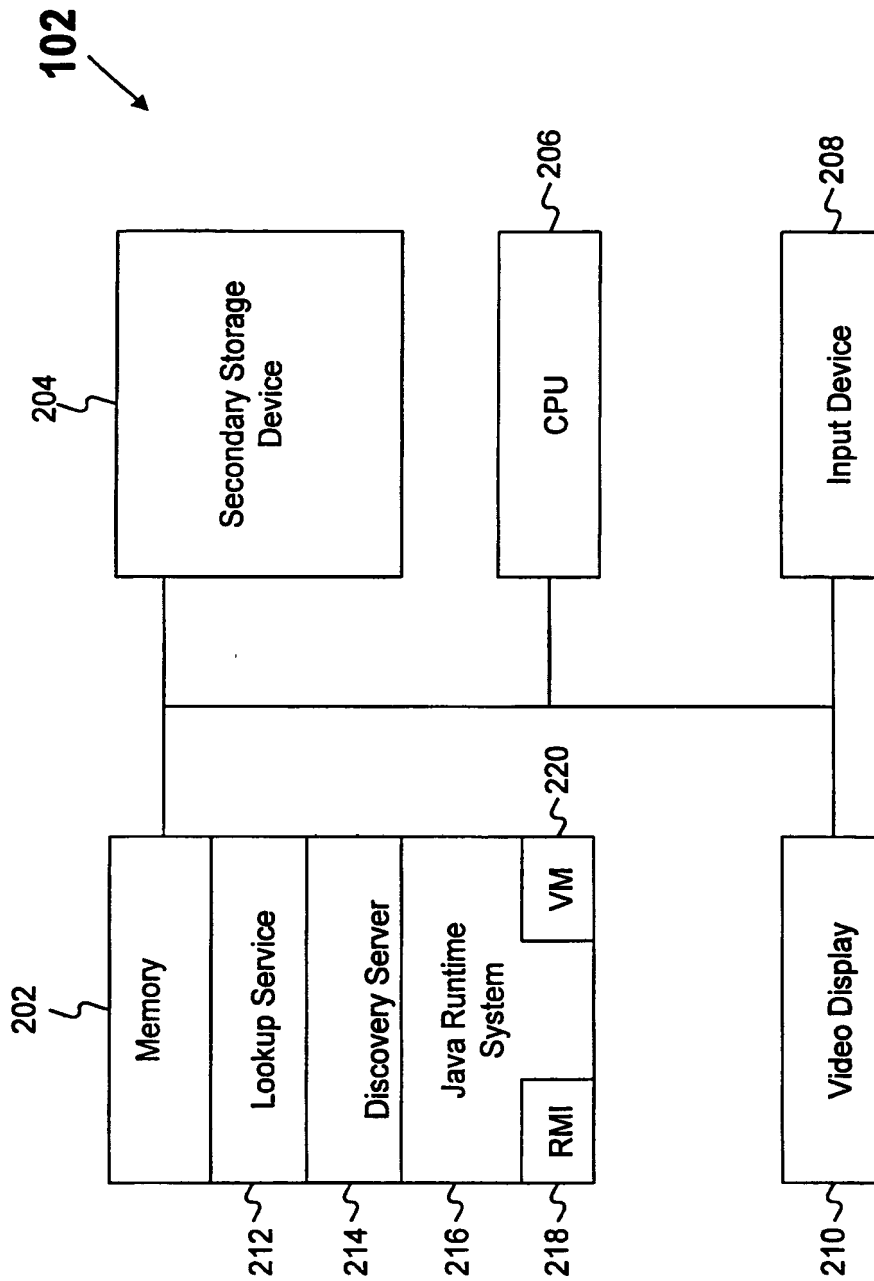 102
202
204
Memory
Secondary Storage
Device
212
Lookup Service
214
Discovery Server
216
Java Runtime
System
218
RMI
VM
220
CPU
206
210
Video Display
Input Device
208